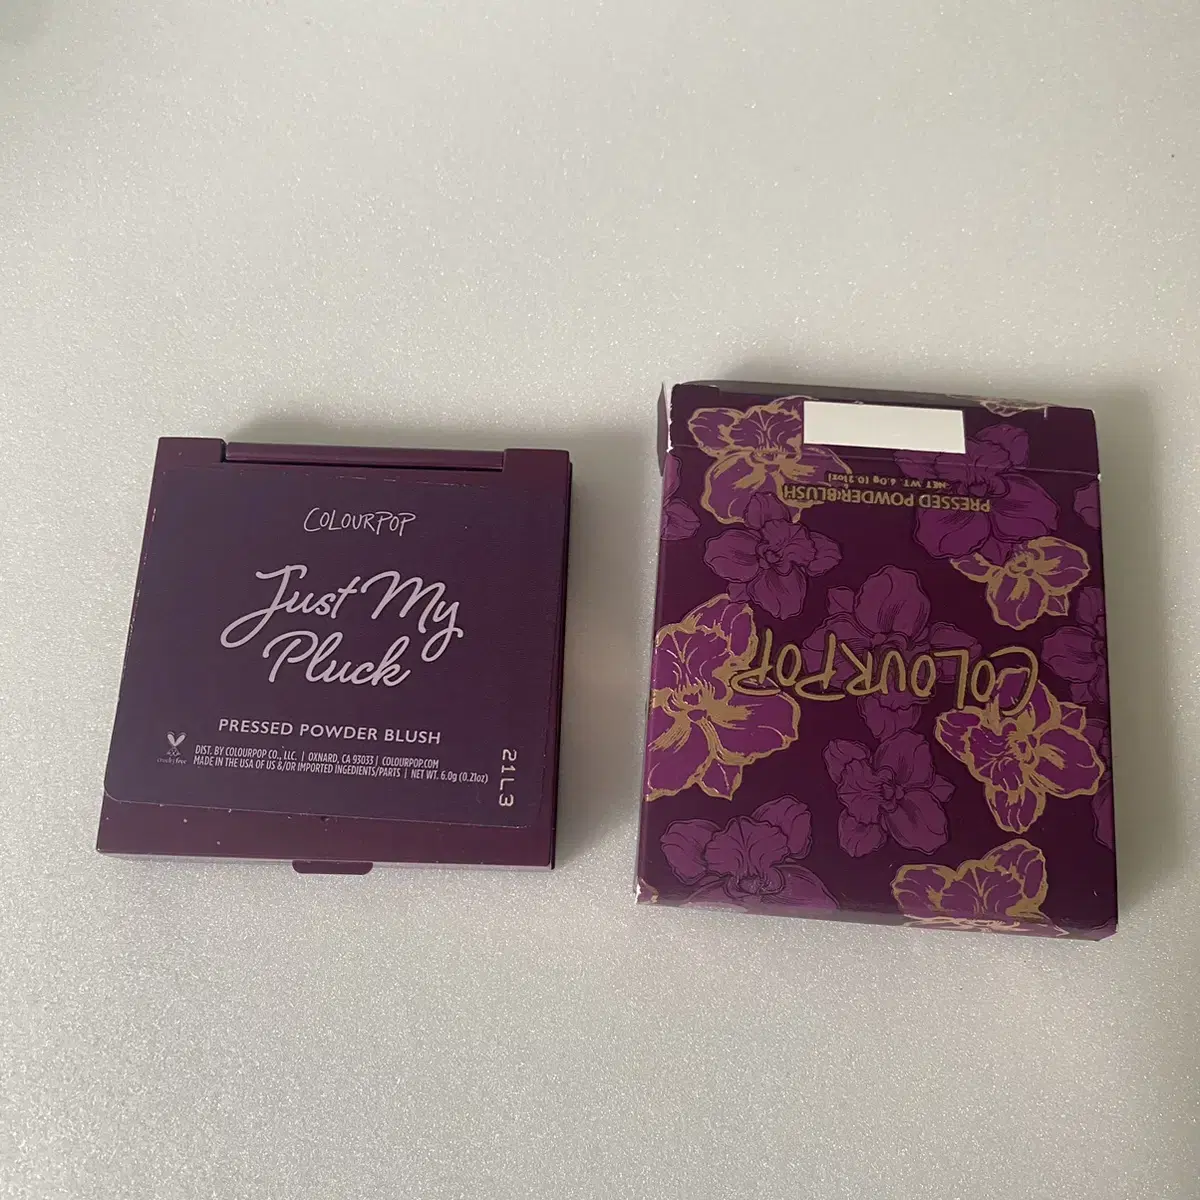 COLOURPOP
Just My
Pluck
PRESSED POWDER BLUSH
cruelty free
DIST. BY COLOURPOP CO., LLC. | OXNARD, CA 93033 | COLOURPOP.COM
MADE IN THE USA OF US &/OR IMPORTED INGEDIENTS/PARTS | NET WT. 6.0g (0.21oz)
21L3
COLOURPOP
PRESSED POWDER BLUSH
NET WT 6.0g (0.21oz)